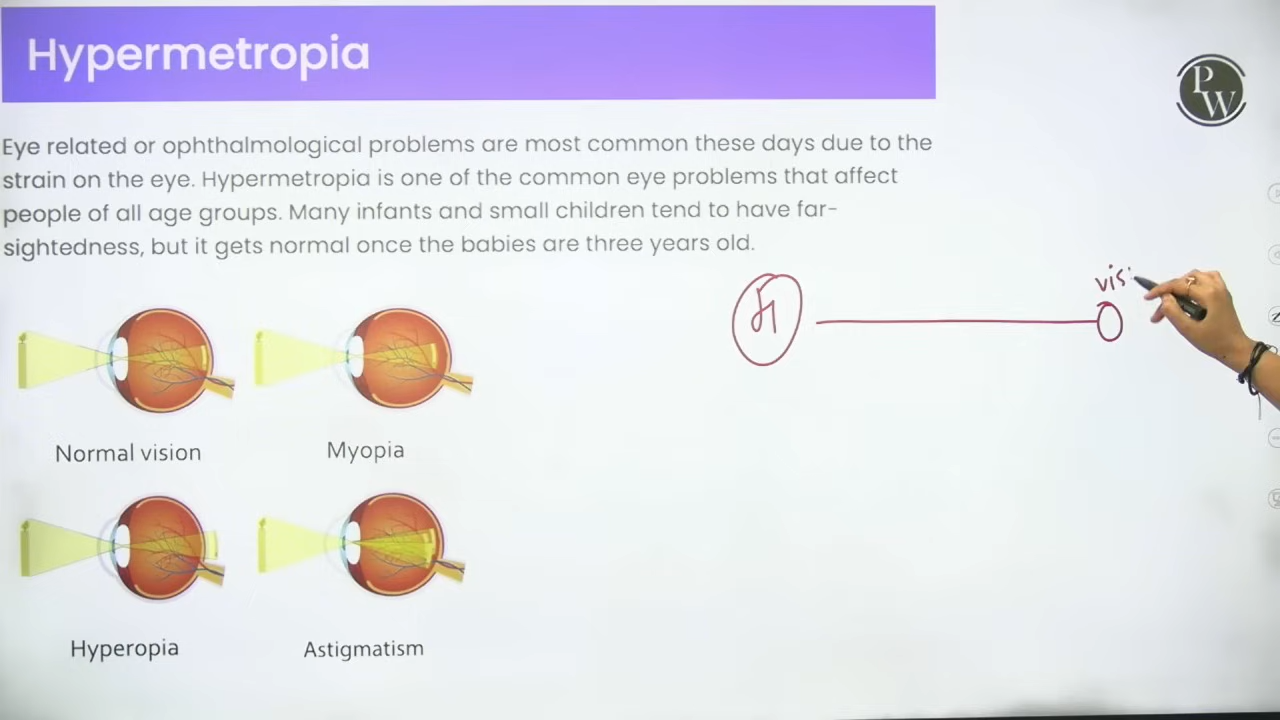 Hypermetropia
PW
Eye related or ophthalmological problems are most common these days due to the
strain on the eye. Hypermetropia is one of the common eye problems that affect
people of all age groups. Many infants and small children tend to have far-
sightedness, but it gets normal once the babies are three years old.
vis
Normal vision
Myopia
Hyperopia
Astigmatism